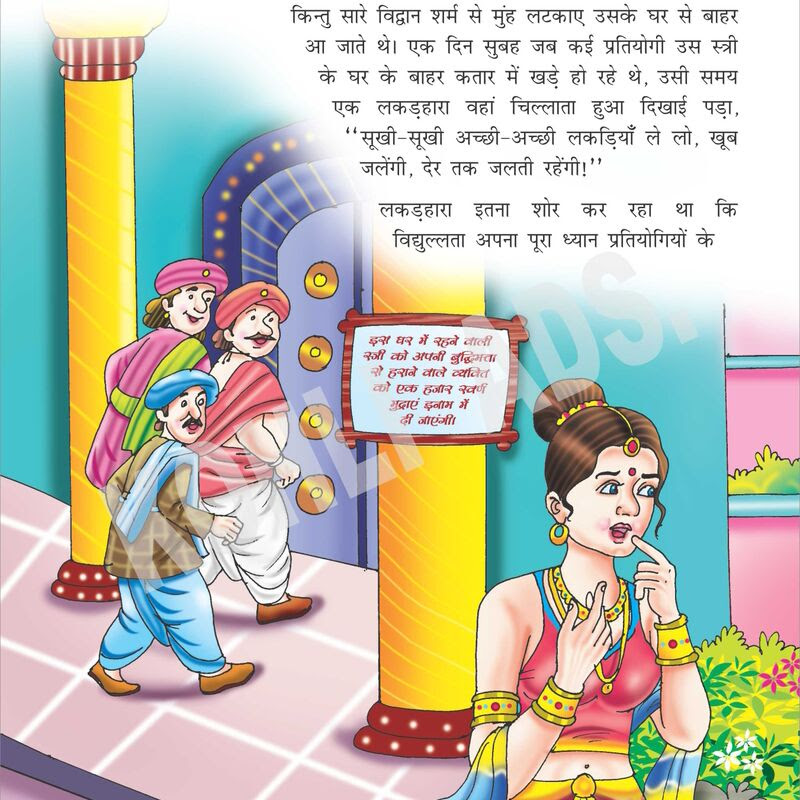 किन्तु सारे विद्वान शर्म से मुंह लटकाए उसके घर से बाहर
आ जाते थे। एक दिन सुबह जब कई प्रतियोगी उस स्त्री
के घर के बाहर कतार में खड़े हो रहे थे, उसी समय
एक लकड़हारा वहां चिल्लाता हुआ दिखाई पड़ा,
“सूखी-सूखी अच्छी-अच्छी लकड़ियाँ ले लो, खूब
जलेंगी, देर तक जलती रहेंगी!”
लकड़हारा इतना शोर कर रहा था कि
विद्युल्लता अपना पूरा ध्यान प्रतियोगियों के
इस घर में रहने वाली
स्त्री को अपनी बुद्धिमता
से हराने वाले व्यक्ति
को एक हजार स्वर्ण
मुद्राएं इनाम में
दी जाएंगी।